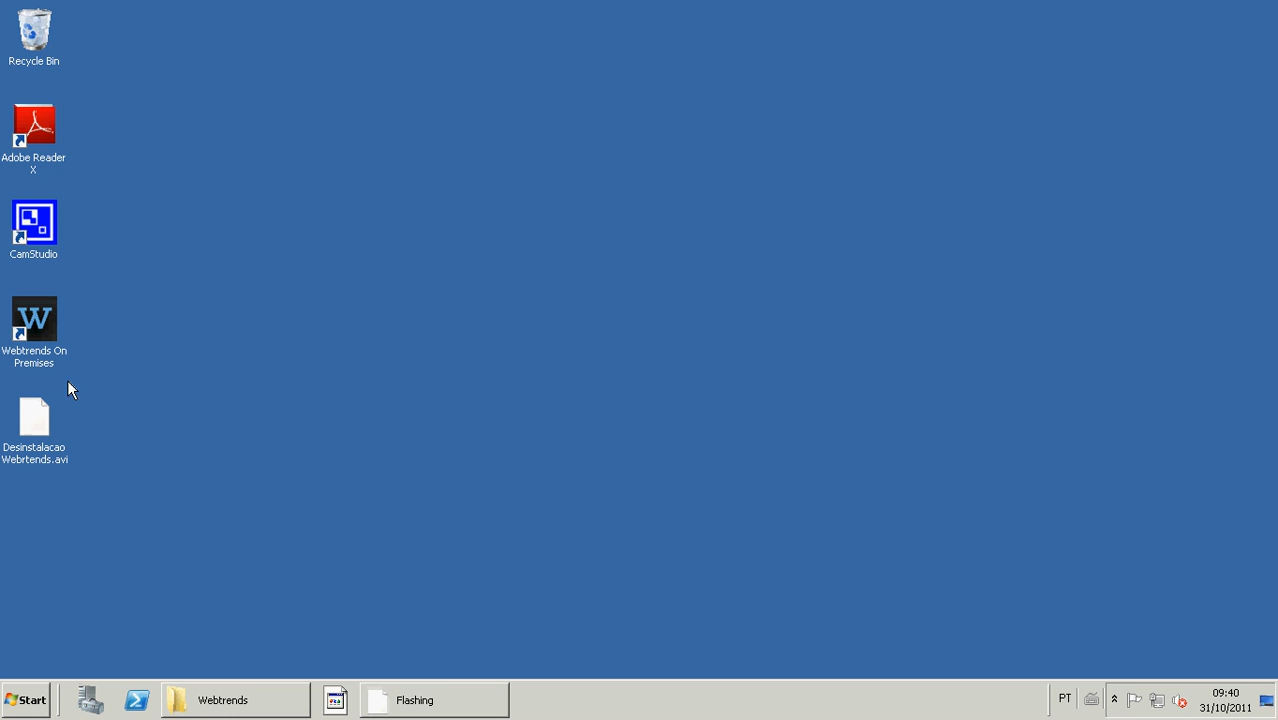 Recycle Bin
Adobe Reader
X
CamStudio
W
Webtrends On
Premises
Desinstalacao
Webrtends.avi
Start
Webtrends
Flashing
PT
09:40
31/10/2011